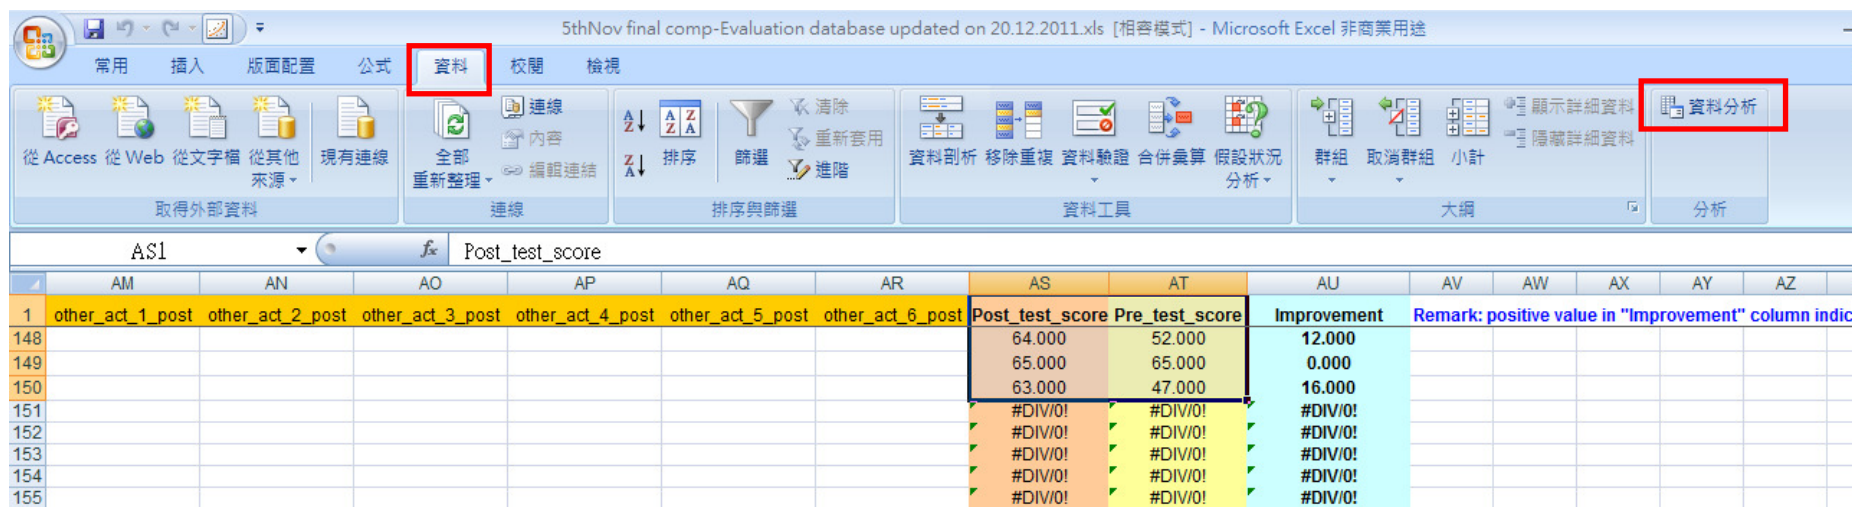 5thNov final comp-Evaluation database updated on 20.12.2011.xls [相容模式] - Microsoft Excel 非商業用途
常用 插入 版面配置 公式 資料 校閱 檢視
從 Access 從 Web 從文字檔 從其他來源 現有連線
取得外部資料
全部重新整理 連線 內容 編輯連結
連線
排序 篩選 清除 重新套用 進階
排序與篩選
資料剖析 移除重複 資料驗證 合併彙算 假設狀況分析
資料工具
群組 取消群組 小計 顯示詳細資料 隱藏詳細資料
大綱
資料分析
分析
AS1 fx Post_test_score
AM AN AO AP AQ AR AS AT AU AV AW AX AY AZ
1 other_act_1_post other_act_2_post other_act_3_post other_act_4_post other_act_5_post other_act_6_post Post_test_score Pre_test_score Improvement Remark: positive value in "Improvement" column indic
148 64.000 52.000 12.000
149 65.000 65.000 0.000
150 63.000 47.000 16.000
151 #DIV/0! #DIV/0! #DIV/0!
152 #DIV/0! #DIV/0! #DIV/0!
153 #DIV/0! #DIV/0! #DIV/0!
154 #DIV/0! #DIV/0! #DIV/0!
155 #DIV/0! #DIV/0! #DIV/0!